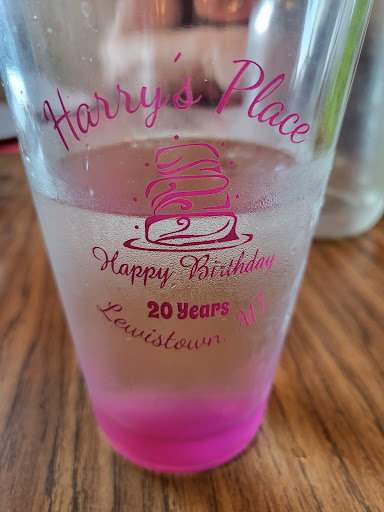 Harry's Place
Happy Birthday
20 Years
Lewistown, MT